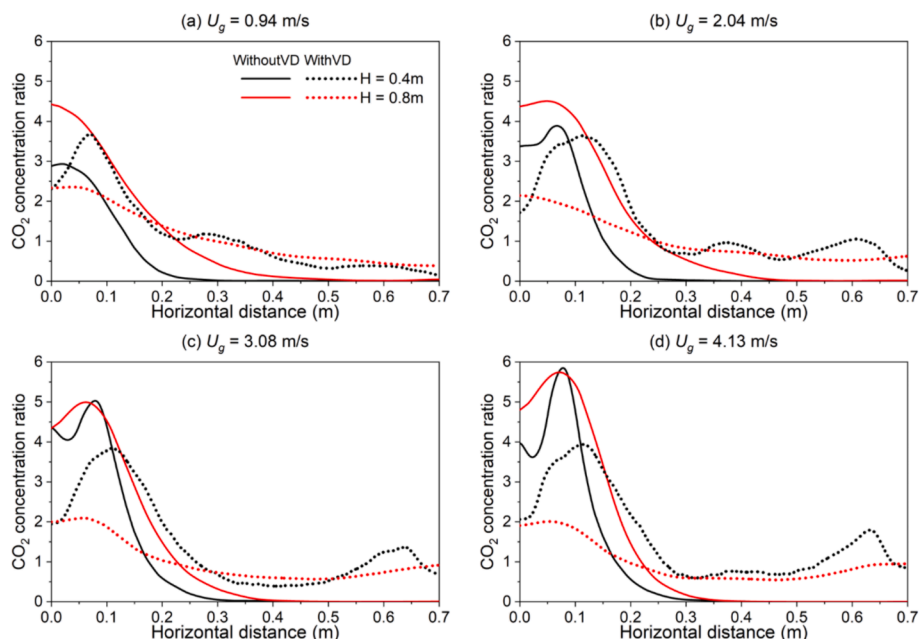 (a) Ug = 0.94 m/s
(b) Ug = 2.04 m/s
6
5
4
3
2
1
0
CO2 concentration ratio
WithoutVD WithVD
H = 0.4m
H = 0.8m
0.0 0.1 0.2 0.3 0.4 0.5 0.6 0.7
Horizontal distance (m)
6
5
4
3
2
1
0
CO2 concentration ratio
0.0 0.1 0.2 0.3 0.4 0.5 0.6 0.7
Horizontal distance (m)
(c) Ug = 3.08 m/s
(d) Ug = 4.13 m/s
6
5
4
3
2
1
0
CO2 concentration ratio
0.0 0.1 0.2 0.3 0.4 0.5 0.6 0.7
Horizontal distance (m)
6
5
4
3
2
1
0
CO2 concentration ratio
0.0 0.1 0.2 0.3 0.4 0.5 0.6 0.7
Horizontal distance (m)